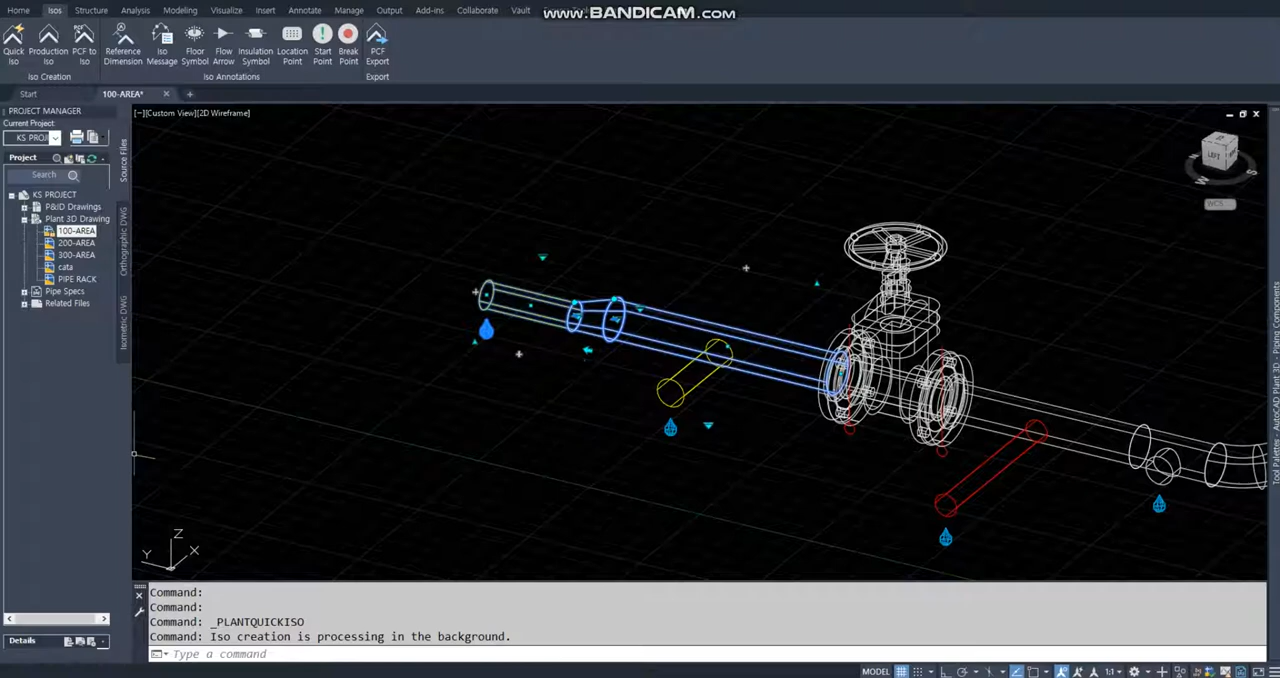 Home Isos Structure Analysis Modeling Visualize Insert Annotate Manage Output Add-ins Collaborate Vault
www.BANDICAM.com
Quick Iso
Production Iso
PCF to Iso
Reference Dimension
Iso Message
Floor Symbol
Flow Arrow
Insulation Symbol
Location Point
Start Point
Break Point
PCF Export
Iso Creation
Iso Annotations
Export
Start
100-AREA*
PROJECT MANAGER
Current Project:
KS PROJ
Project
Search
KS PROJECT
P&ID Drawings
Plant 3D Drawing
100-AREA
200-AREA
300-AREA
cata
PIPE RACK
Pipe Specs
Related Files
Source Files
Orthographic DWG
Isometric DWG
Details
[−][Custom View][2D Wireframe]
LEFT
W
S
WCS
Z
Y
X
Tool Palettes - AutoCAD Plant 3D - Piping Components
Command:
Command:
Command: _PLANTQUICKISO
Command: Iso creation is processing in the background.
Type a command
MODEL
1:1